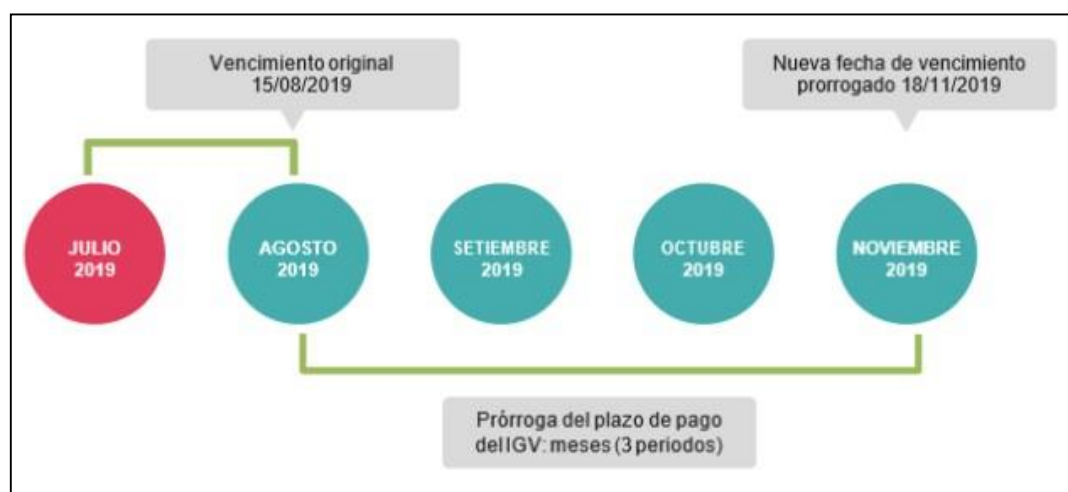 Vencimiento original
15/08/2019
Nueva fecha de vencimiento
prorrogado 18/11/2019
JULIO
2019
AGOSTO
2019
SETIEMBRE
2019
OCTUBRE
2019
NOVIEMBRE
2019
Prórroga del plazo de pago
del IGV: meses (3 periodos)